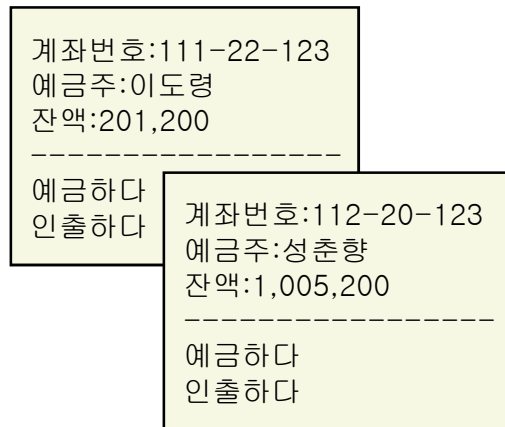 계좌번호:111-22-123
예금주:이도령
잔액:201,200
-----------------
예금하다
인출하다
계좌번호:112-20-123
예금주:성춘향
잔액:1,005,200
-----------------
예금하다
인출하다